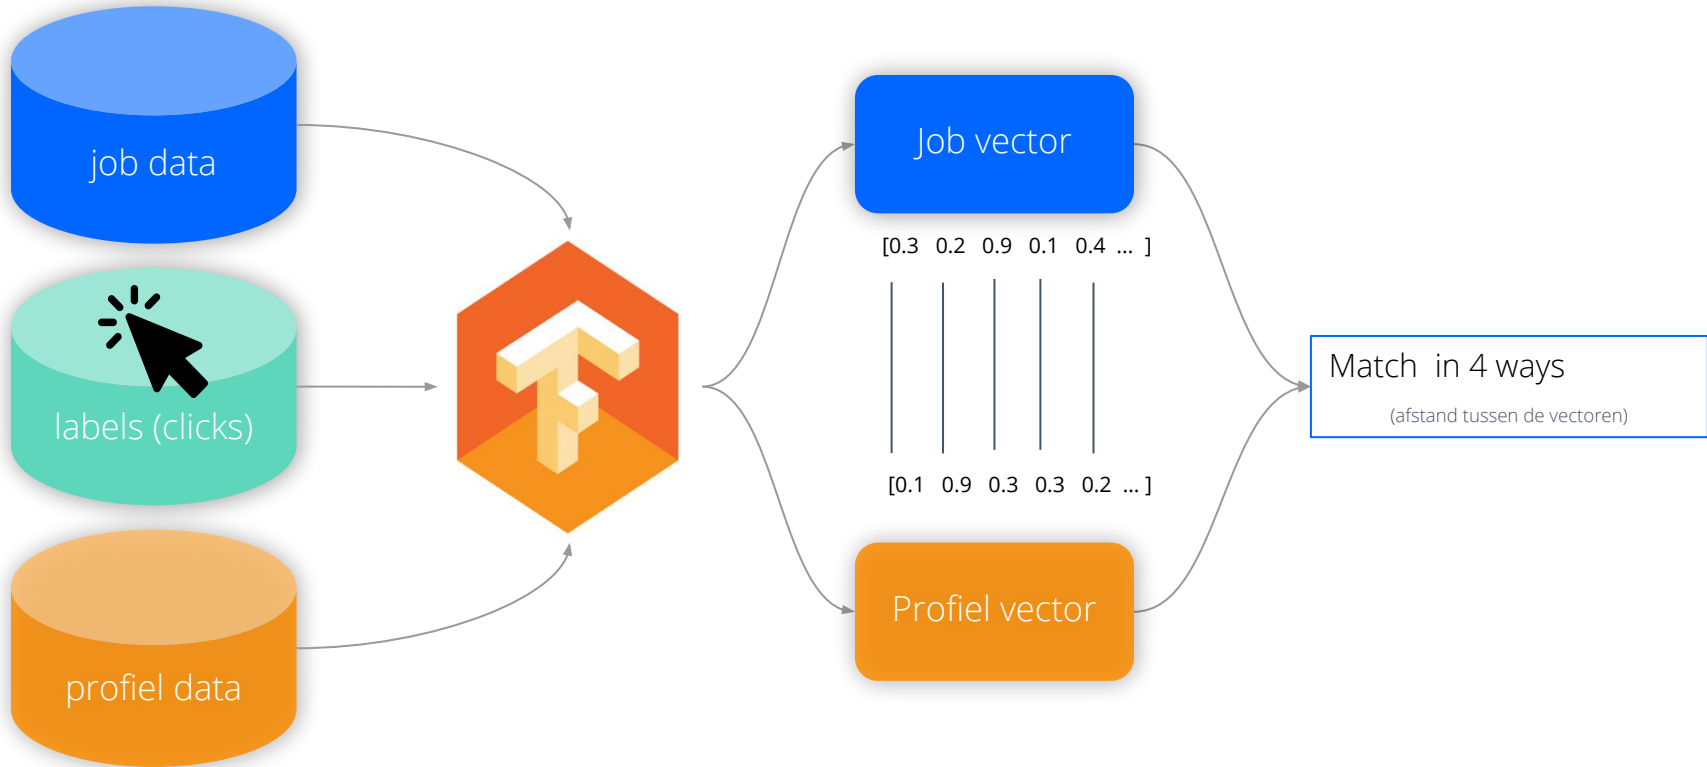 job data
labels (clicks)
profiel data
Job vector
[0.3 0.2 0.9 0.1 0.4 ... ]
[0.1 0.9 0.3 0.3 0.2 ... ]
Profiel vector
Match in 4 ways
(afstand tussen de vectoren)